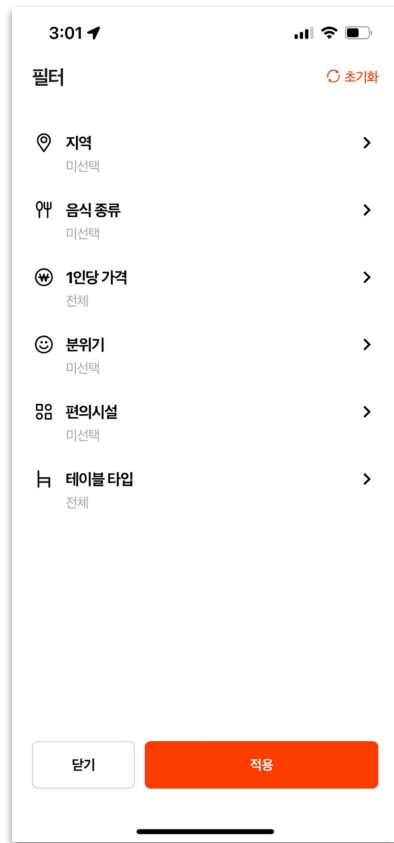 3:01
필터
초기화
지역
미선택
음식 종류
미선택
1인당 가격
전체
분위기
미선택
편의시설
미선택
테이블 타입
전체
닫기
적용